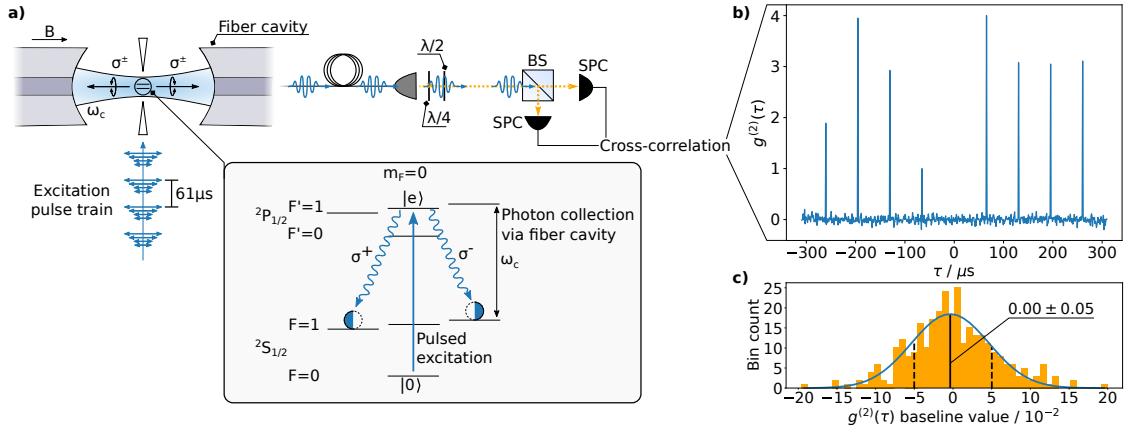 a)
B
Fiber cavity
σ±
σ±
ω_c
λ/2
λ/4
BS
SPC
SPC
Cross-correlation
Excitation
pulse train
61μs
m_F=0
|e⟩
²P₁/₂
F'=1
F'=0
Photon collection
via fiber cavity
σ⁺
σ⁻
ω_c
F=1
²S₁/₂
Pulsed
excitation
F=0
|0⟩
b)
g⁽²⁾(τ)
4
3
2
1
0
−300 −200 −100 0 100 200 300
τ / μs
c)
Bin count
25
20
15
10
5
0
0.00 ± 0.05
−20 −15 −10 −5 0 5 10 15 20
g⁽²⁾(τ) baseline value / 10⁻²